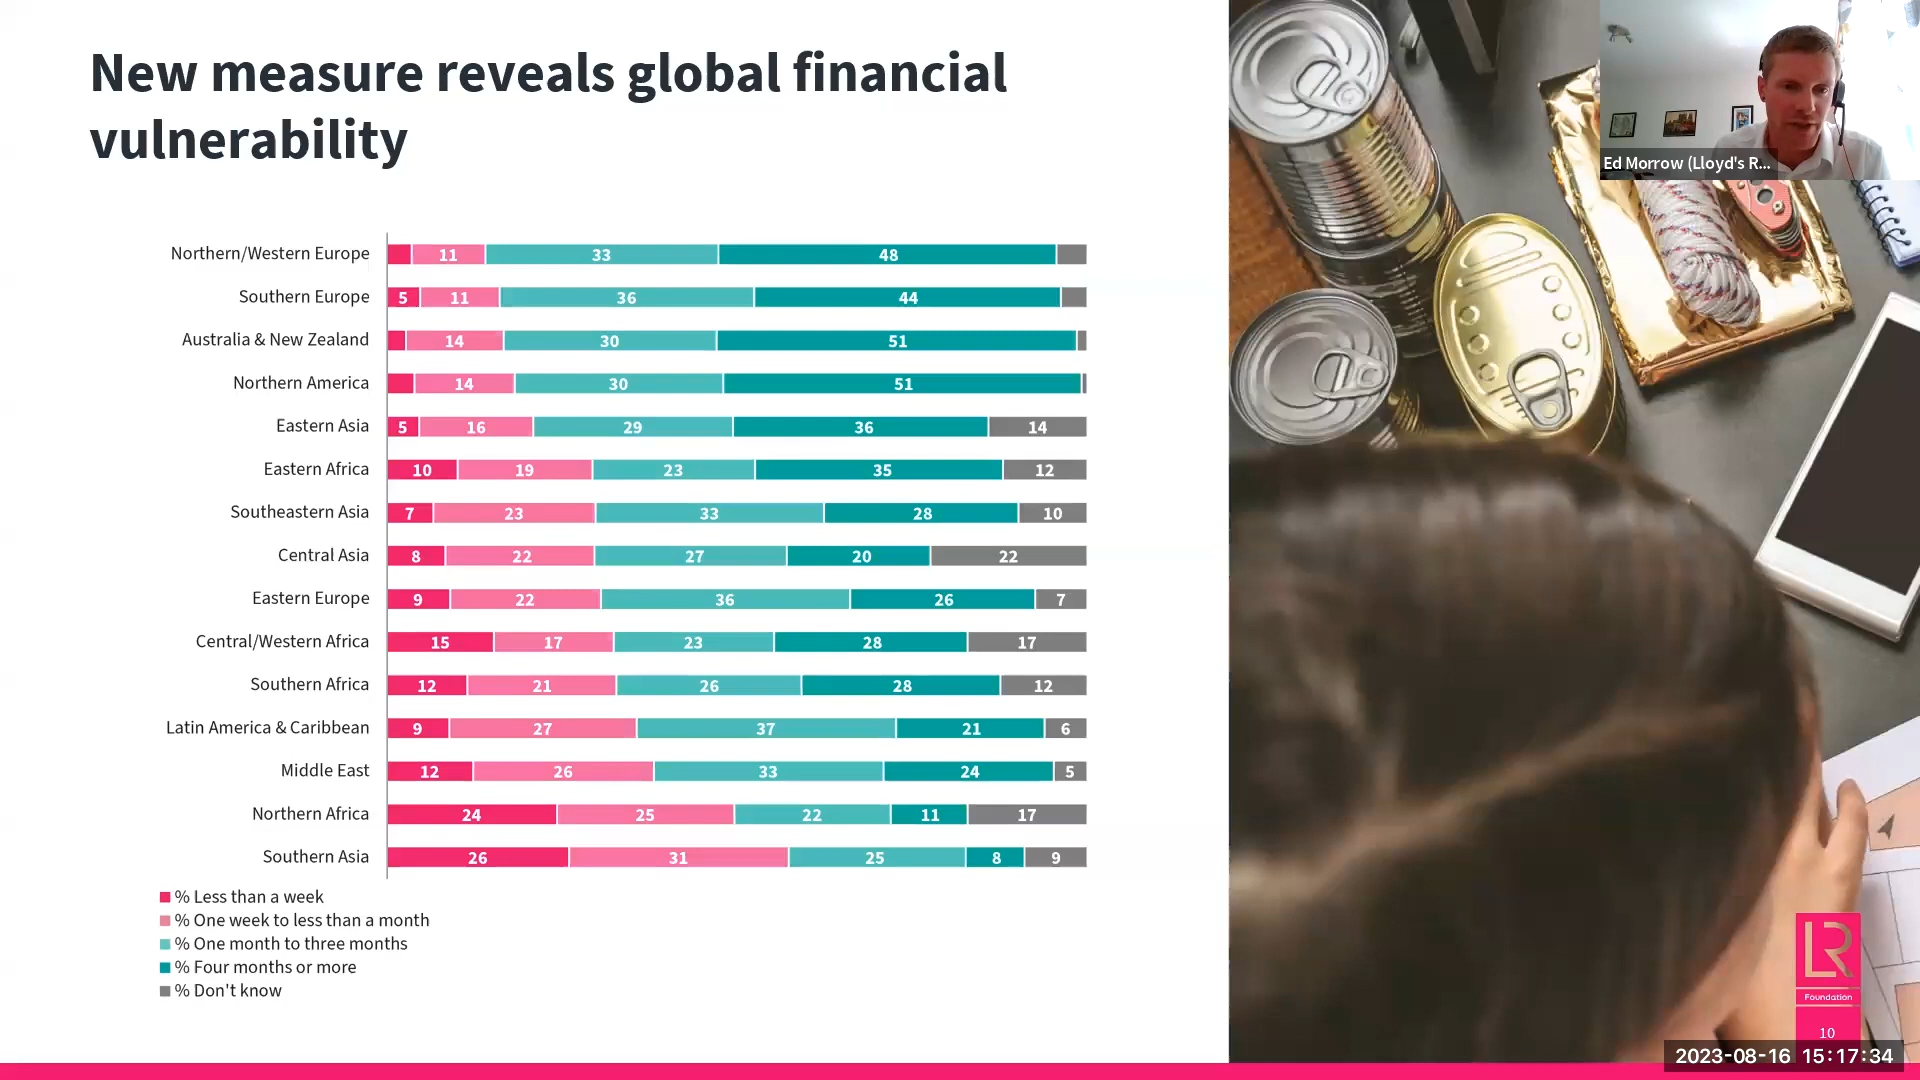 New measure reveals global financial
vulnerability
Northern/Western Europe 11 33 48
Southern Europe 5 11 36 44
Australia & New Zealand 14 30 51
Northern America 14 30 51
Eastern Asia 5 16 29 36 14
Eastern Africa 10 19 23 35 12
Southeastern Asia 7 23 33 28 10
Central Asia 8 22 27 20 22
Eastern Europe 9 22 36 26 7
Central/Western Africa 15 17 23 28 17
Southern Africa 12 21 26 28 12
Latin America & Caribbean 9 27 37 21 6
Middle East 12 26 33 24 5
Northern Africa 24 25 22 11 17
Southern Asia 26 31 25 8 9
% Less than a week
% One week to less than a month
% One month to three months
% Four months or more
% Don't know
Ed Morrow (Lloyd's R...
LR
Foundation
10
2023-08-16 15:17:34